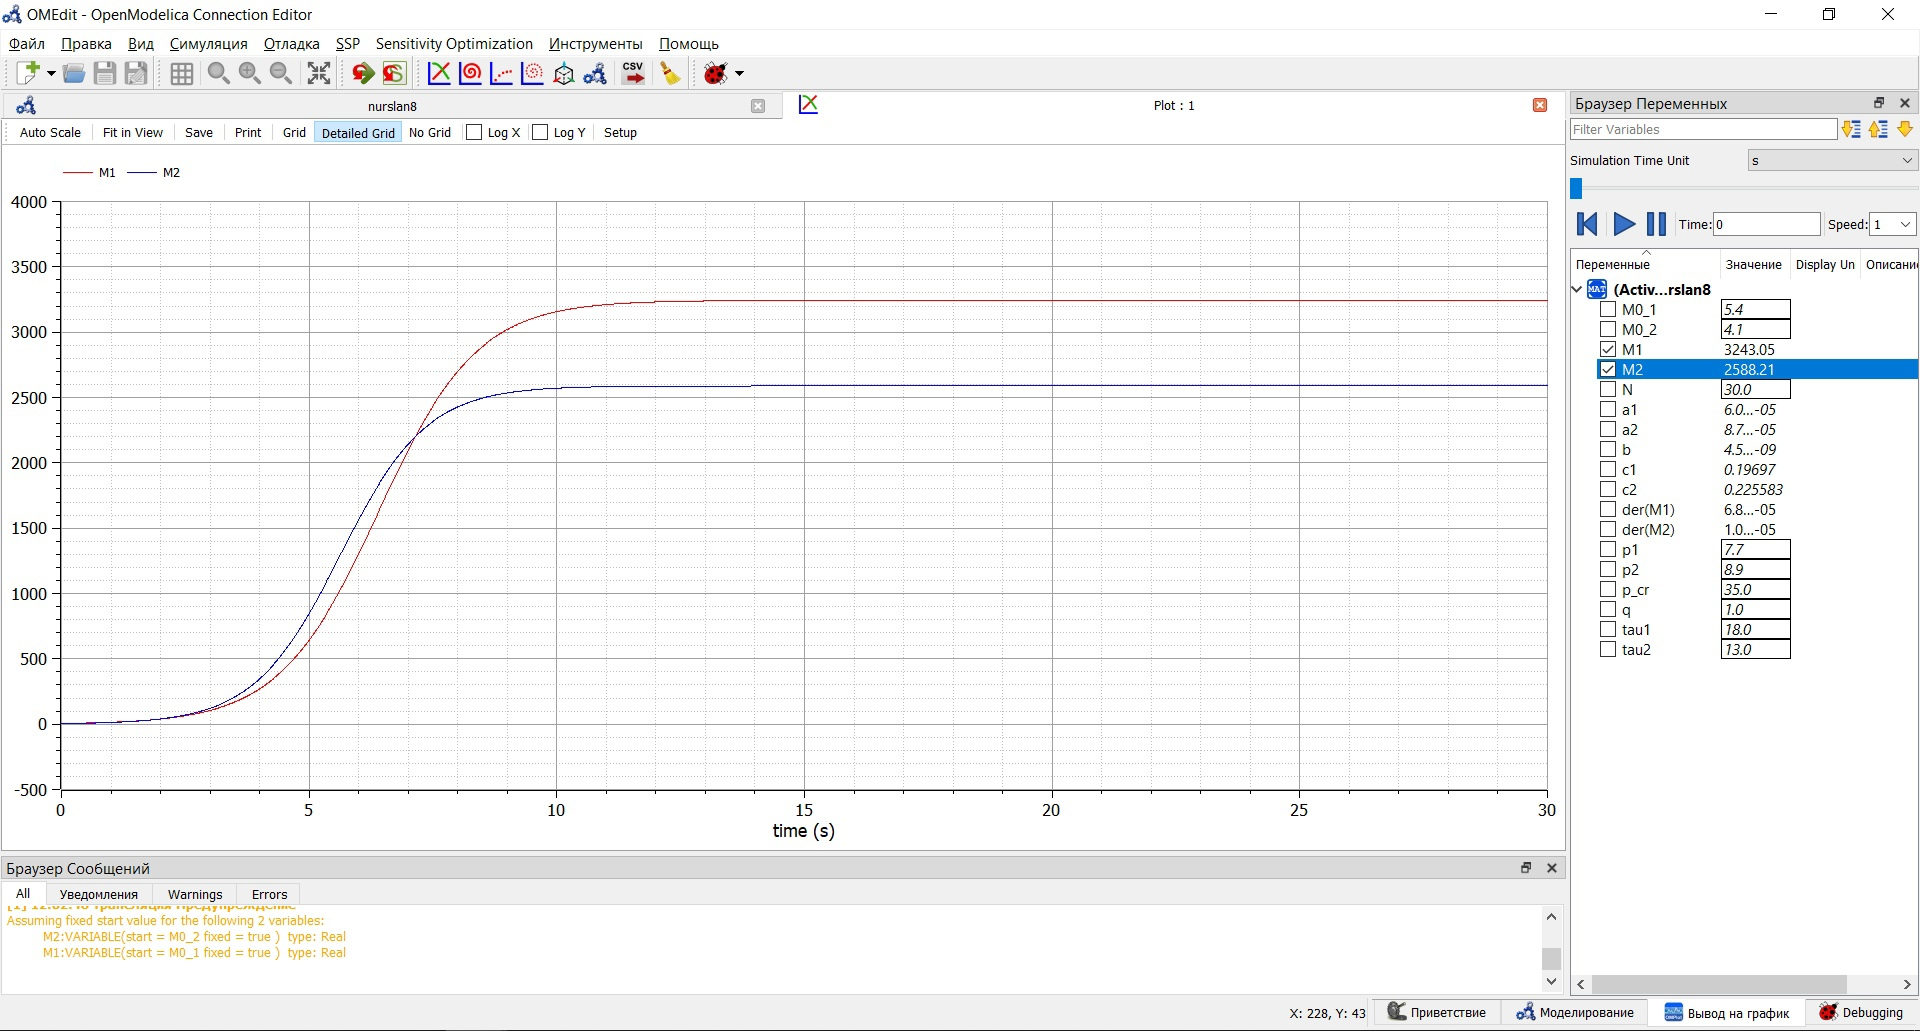 OMEdit - OpenModelica Connection Editor
Файл Правка Вид Симуляция Отладка SSP Sensitivity Optimization Инструменты Помощь
CSV
nurslan8
Plot : 1
Auto Scale Fit in View Save Print Grid Detailed Grid No Grid Log X Log Y Setup
M1 M2
4000
3500
3000
2500
2000
1500
1000
500
0
-500
0 5 10 15 20 25 30
time (s)
Браузер Сообщений
All Уведомления Warnings Errors
Assuming fixed start value for the following 2 variables:
M2:VARIABLE(start = M0_2 fixed = true ) type: Real
M1:VARIABLE(start = M0_1 fixed = true ) type: Real
Браузер Переменных
Filter Variables
Simulation Time Unit s
Time: 0 Speed: 1
Переменные Значение Display Un Описани
MAT (Activ...rslan8
M0_1 5.4
M0_2 4.1
M1 3243.05
M2 2588.21
N 30.0
a1 6.0...-05
a2 8.7...-05
b 4.5...-09
c1 0.19697
c2 0.225583
der(M1) 6.8...-05
der(M2) 1.0...-05
p1 7.7
p2 8.9
p_cr 35.0
q 1.0
tau1 18.0
tau2 13.0
X: 228, Y: 43 Приветствие Моделирование Вывод на график Debugging